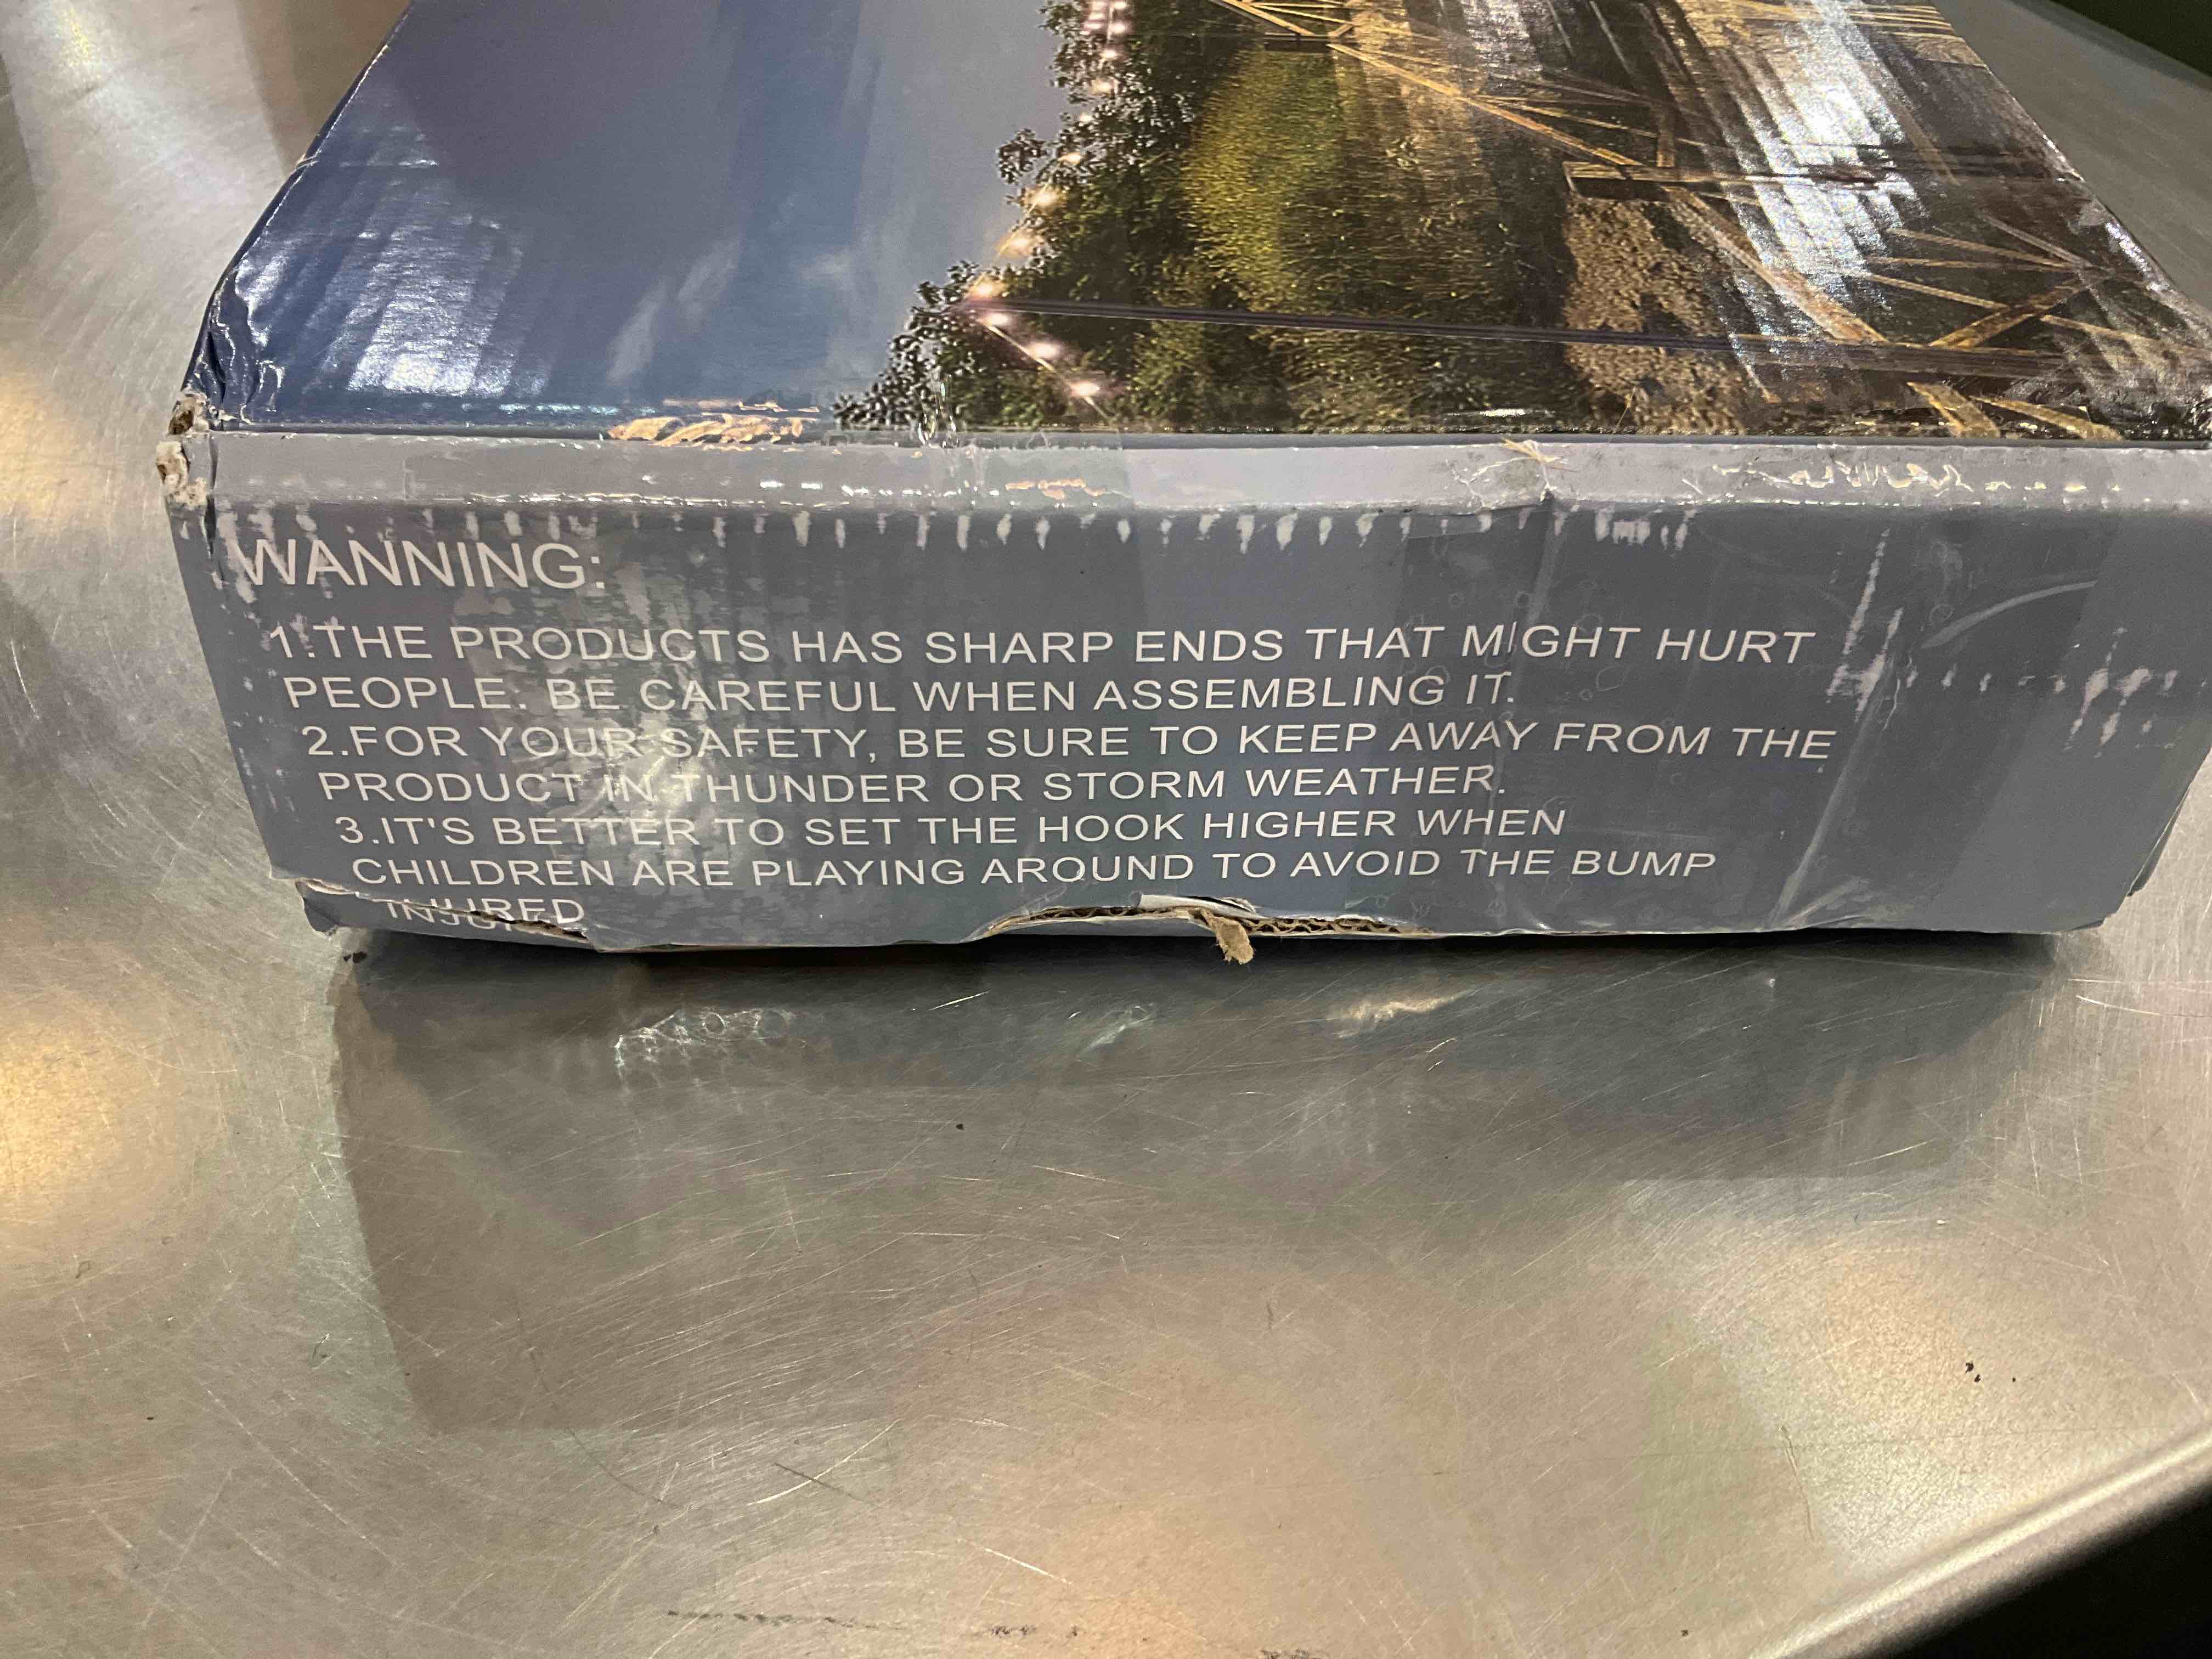 WANNING:
1.THE PRODUCTS HAS SHARP ENDS THAT MIGHT HURT
PEOPLE. BE CAREFUL WHEN ASSEMBLING IT.
2.FOR YOUR SAFETY, BE SURE TO KEEP AWAY FROM THE
PRODUCT IN THUNDER OR STORM WEATHER.
3.IT'S BETTER TO SET THE HOOK HIGHER WHEN
CHILDREN ARE PLAYING AROUND TO AVOID THE BUMP
INJURED